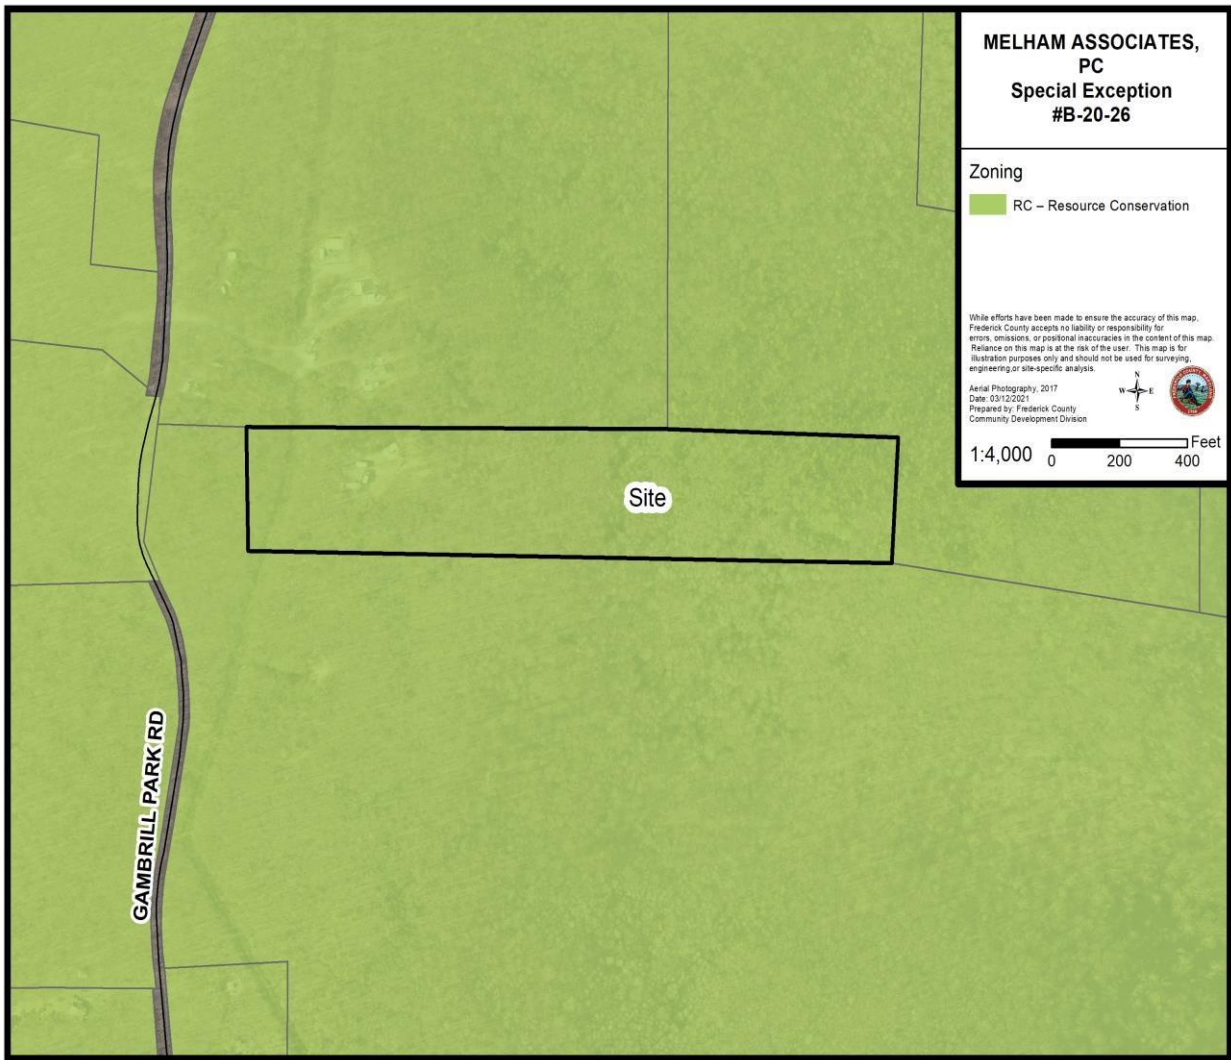 MELHAM ASSOCIATES,
PC
Special Exception
#B-20-26
Zoning
RC – Resource Conservation
While efforts have been made to ensure the accuracy of this map,
Frederick County accepts no liability or responsibility for
errors, omissions, or positional inaccuracies in the content of this map.
Reliance on this map is at the risk of the user. This map is for
illustration purposes only and should not be used for surveying,
engineering,or site-specific analysis.
Aerial Photography, 2017
Date: 03/12/2021
Prepared by: Frederick County
Community Development Division
N
W E
S
1:4,000
Feet
0 200 400
Site
GAMBRILL PARK RD